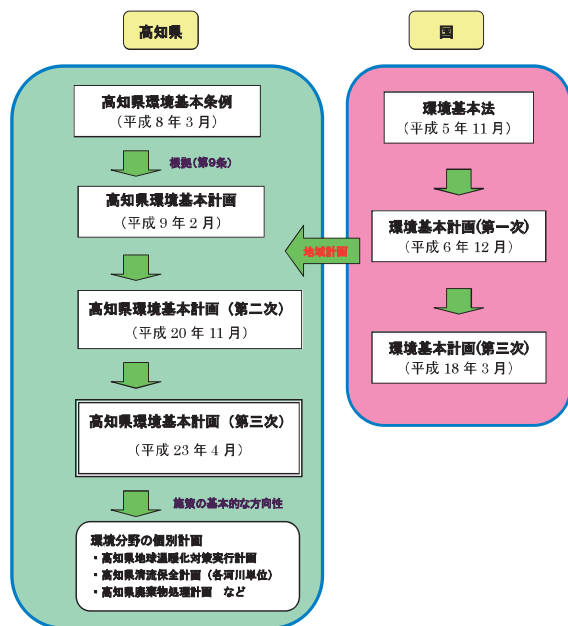 高知県
高知県環境基本条例
（平成 8 年 3 月）
根拠（第9条）
高知県環境基本計画
（平成 9 年 2 月）
高知県環境基本計画（第二次）
（平成 20 年 11 月）
高知県環境基本計画（第三次）
（平成 23 年 4 月）
施策の基本的な方向性
環境分野の個別計画
・高知県地球温暖化対策実行計画
・高知県清流保全計画（各河川単位）
・高知県廃棄物処理計画　など
国
環境基本法
（平成 5 年 11 月）
環境基本計画(第一次)
（平成 6 年 12 月）
地域計画
環境基本計画(第三次)
（平成 18 年 3 月）